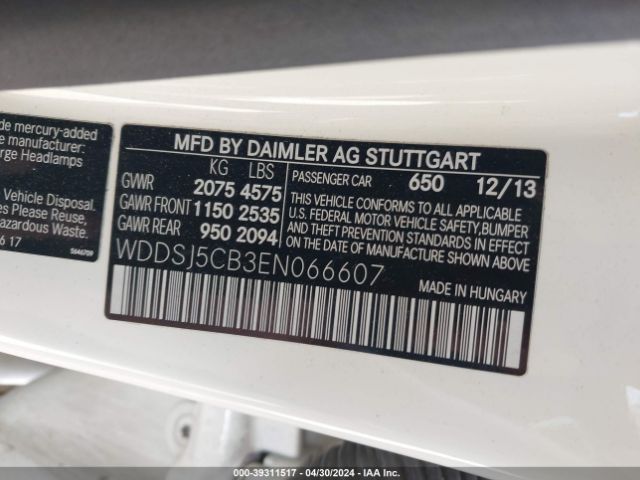 de mercury-added
e manufacturer:
arge Headlamps
Vehicle Disposal.
es Please Reuse,
azardous Waste.
6 17
5646709
MFD BY DAIMLER AG STUTTGART
KG LBS
GVWR 2075 4575
GAWR FRONT 1150 2535
GAWR REAR 950 2094
PASSENGER CAR 650 12/13
THIS VEHICLE CONFORMS TO ALL APPLICABLE
U.S. FEDERAL MOTOR VEHICLE SAFETY, BUMPER
AND THEFT PREVENTION STANDARDS IN EFFECT
ON THE DATE OF MANUFACTURE SHOWN ABOVE.
WDDSJ5CB3EN066607
MADE IN HUNGARY
000-39311517 - 04/30/2024 - IAA Inc.